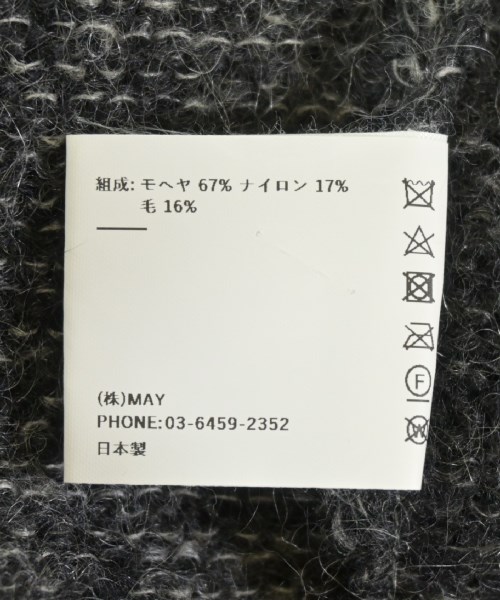 組成: モヘヤ 67% ナイロン 17%
毛 16%
(株)MAY
PHONE:03-6459-2352
日本製
F
W